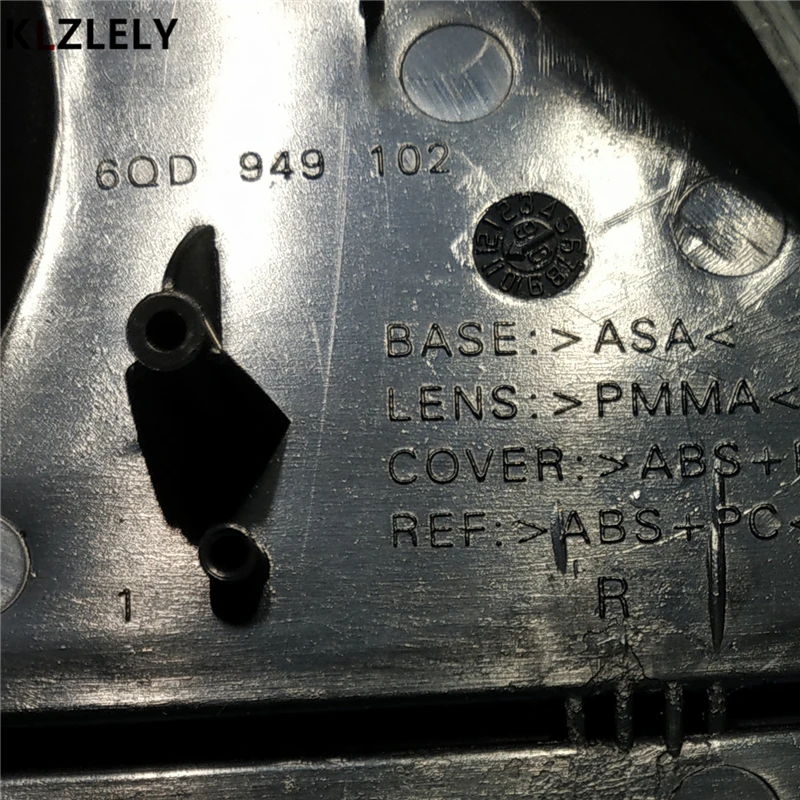 KLZLELY
6QD 949 102
BASE:>ASA<
LENS:>PMMA<
COVER:>ABS+
REF:>ABS+PC<
1
R